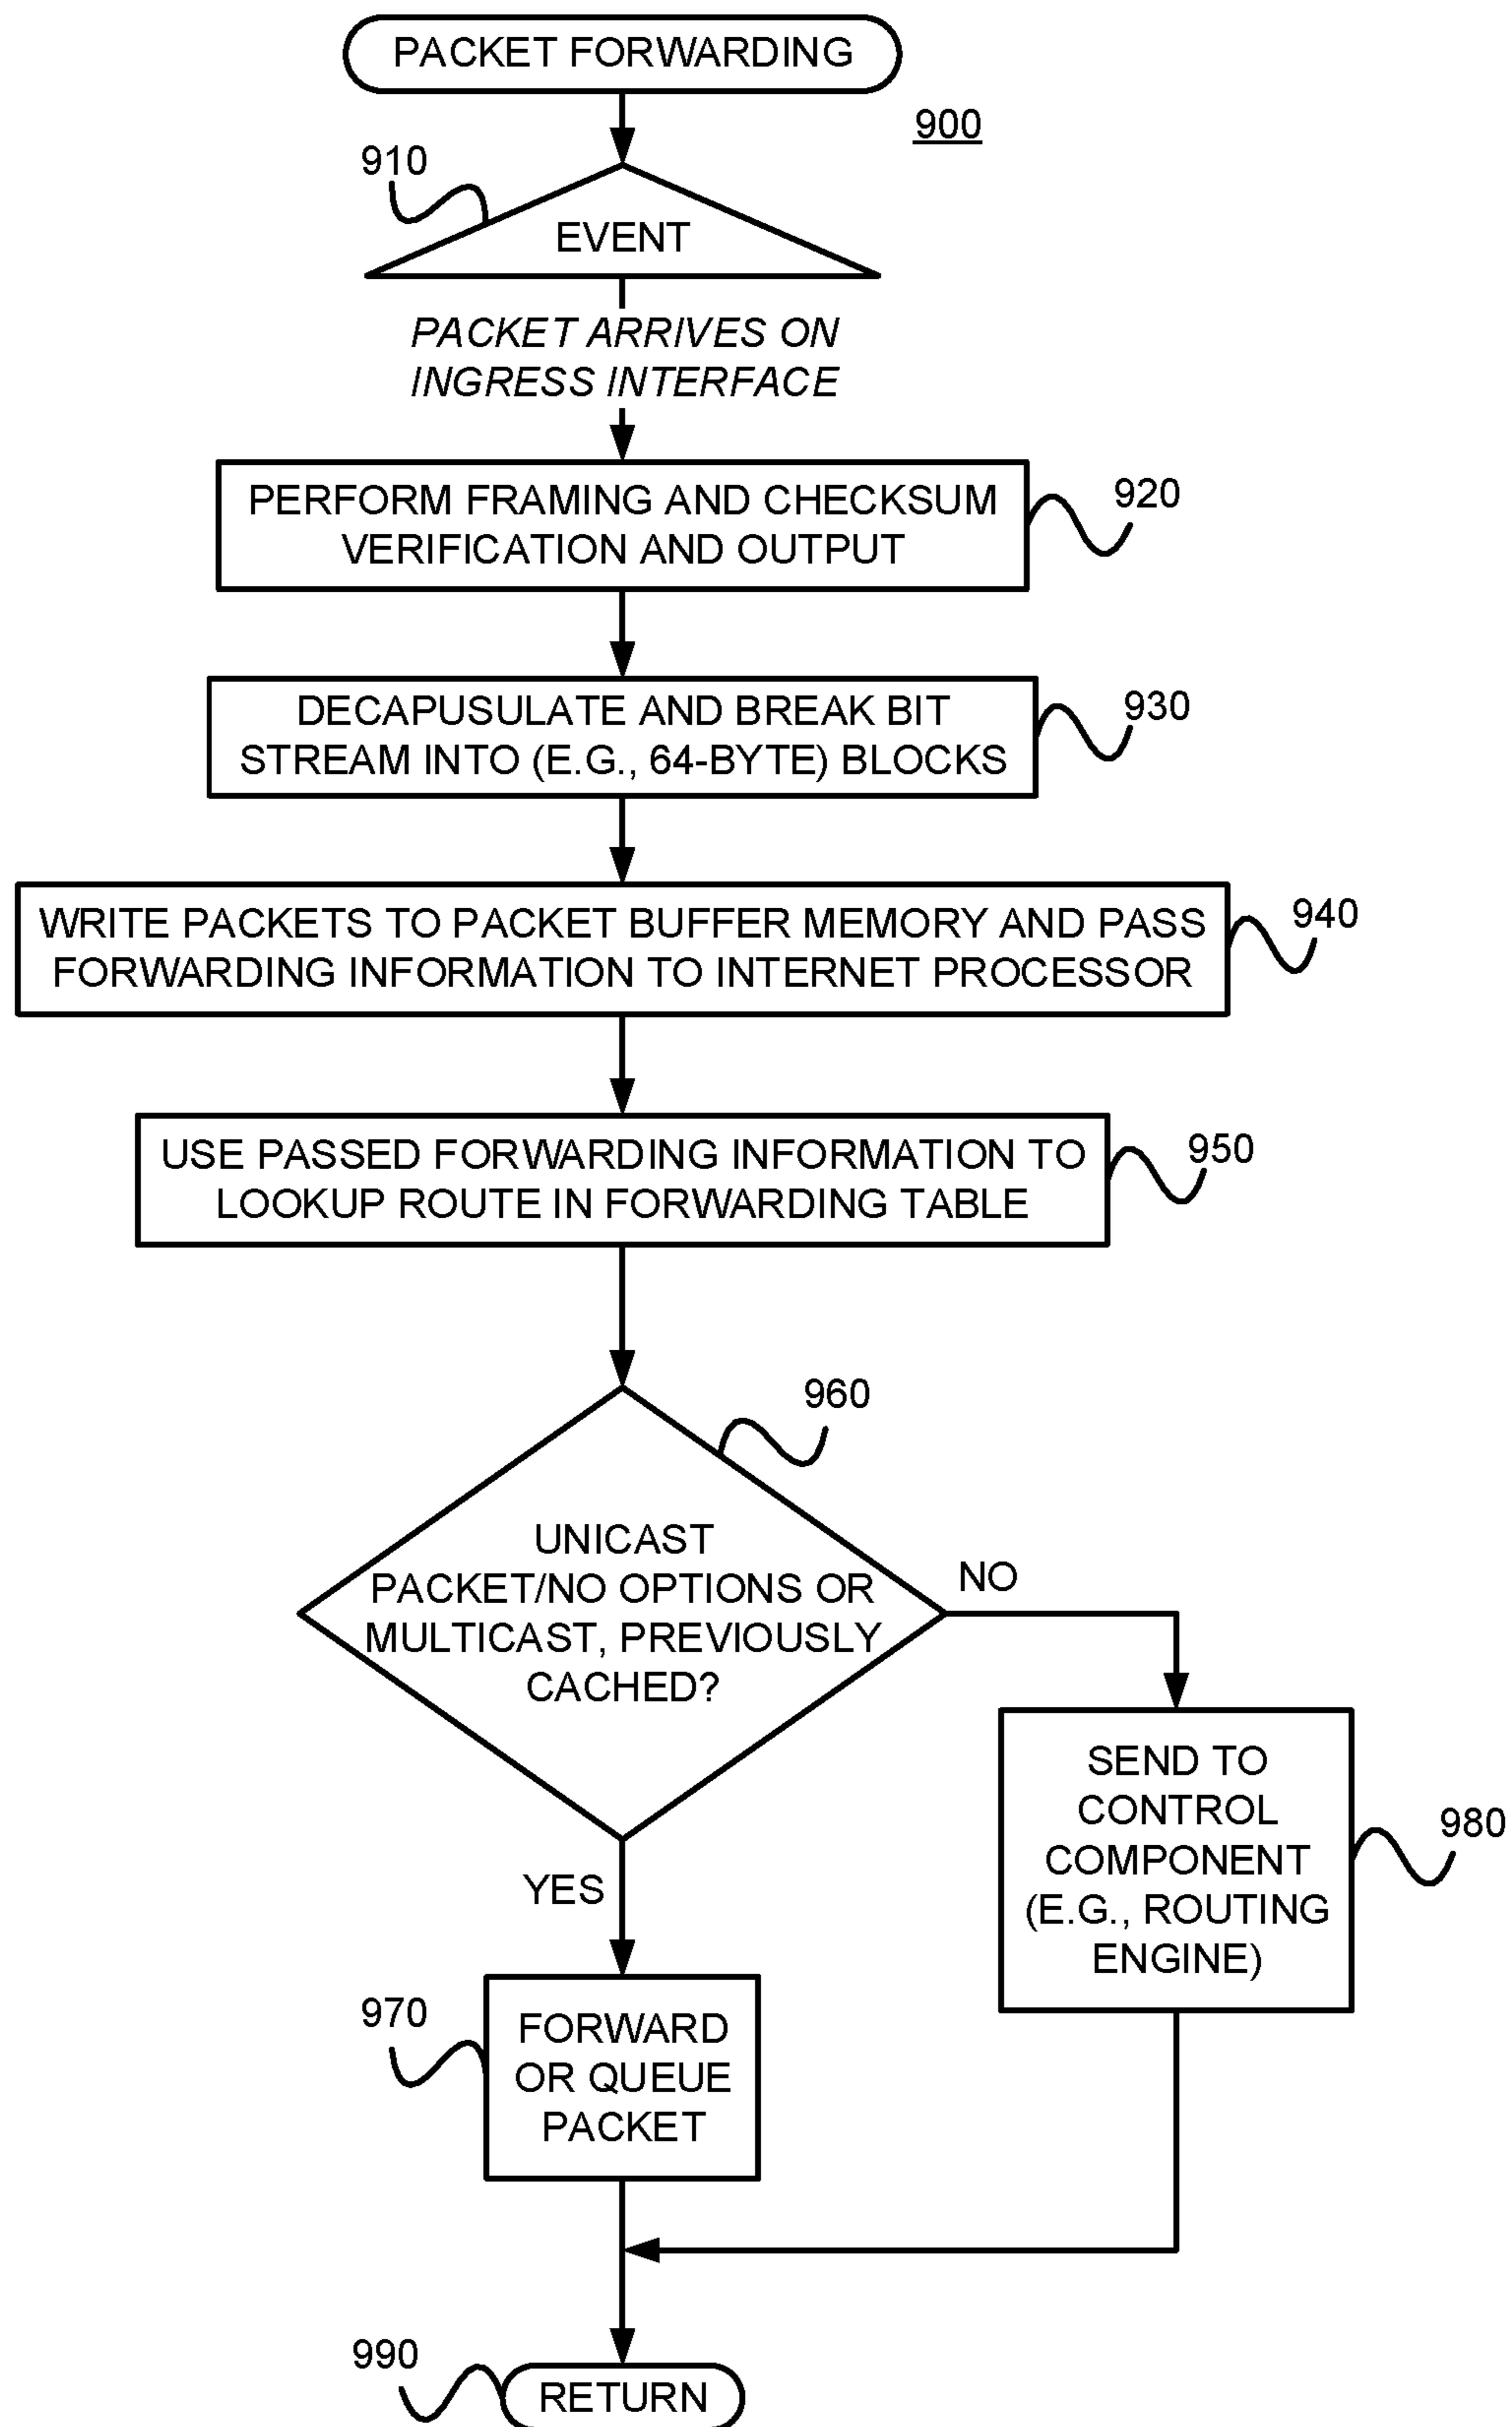 PACKET FORWARDING
900
910
EVENT
PACKET ARRIVES ON
INGRESS INTERFACE
PERFORM FRAMING AND CHECKSUM
VERIFICATION AND OUTPUT
920
DECAPUSULATE AND BREAK BIT
STREAM INTO (E.G., 64-BYTE) BLOCKS
930
WRITE PACKETS TO PACKET BUFFER MEMORY AND PASS
FORWARDING INFORMATION TO INTERNET PROCESSOR
940
USE PASSED FORWARDING INFORMATION TO
LOOKUP ROUTE IN FORWARDING TABLE
950
960
UNICAST
PACKET/NO OPTIONS OR
MULTICAST, PREVIOUSLY
CACHED?
NO
YES
SEND TO
CONTROL
COMPONENT
(E.G., ROUTING
ENGINE)
980
970
FORWARD
OR QUEUE
PACKET
990
RETURN